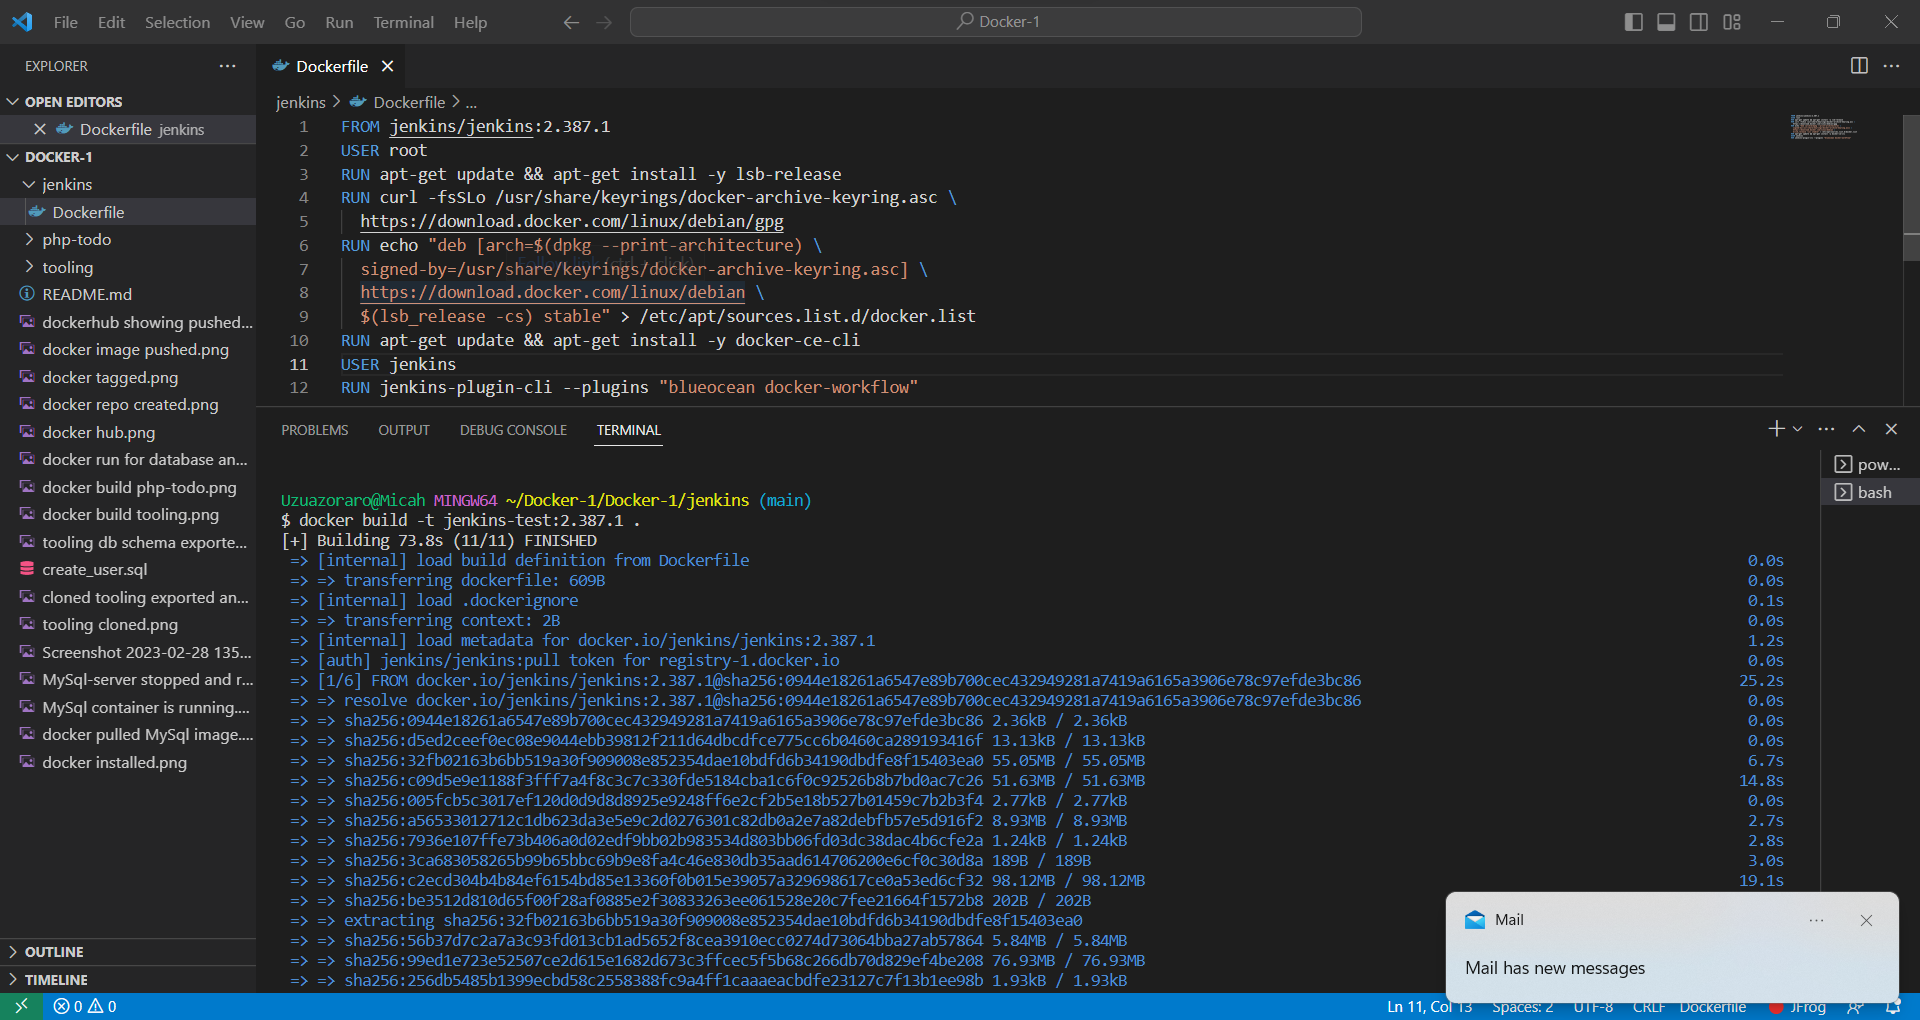 File Edit Selection View Go Run Terminal Help
Docker-1
EXPLORER
OPEN EDITORS
Dockerfile jenkins
DOCKER-1
jenkins
Dockerfile
php-todo
tooling
README.md
dockerhub showing pushed...
docker image pushed.png
docker tagged.png
docker repo created.png
docker hub.png
docker run for database an...
docker build php-todo.png
docker build tooling.png
tooling db schema exporte...
create_user.sql
cloned tooling exported an...
tooling cloned.png
Screenshot 2023-02-28 135...
MySql-server stopped and r...
MySql container is running....
docker pulled MySql image....
docker installed.png
OUTLINE
TIMELINE
Dockerfile
jenkins > Dockerfile > ...
1 FROM jenkins/jenkins:2.387.1
2 USER root
3 RUN apt-get update && apt-get install -y lsb-release
4 RUN curl -fsSLo /usr/share/keyrings/docker-archive-keyring.asc \
5 https://download.docker.com/linux/debian/gpg
6 RUN echo "deb [arch=$(dpkg --print-architecture) \
7 signed-by=/usr/share/keyrings/docker-archive-keyring.asc] \
8 https://download.docker.com/linux/debian \
9 $(lsb_release -cs) stable" > /etc/apt/sources.list.d/docker.list
10 RUN apt-get update && apt-get install -y docker-ce-cli
11 USER jenkins
12 RUN jenkins-plugin-cli --plugins "blueocean docker-workflow"
Follow link (ctrl + click)
PROBLEMS OUTPUT DEBUG CONSOLE TERMINAL
pow...
bash
Uzuazoraro@Micah MINGW64 ~/Docker-1/Docker-1/jenkins (main)
$ docker build -t jenkins-test:2.387.1 .
[+] Building 73.8s (11/11) FINISHED
=> [internal] load build definition from Dockerfile 0.0s
=> => transferring dockerfile: 609B 0.0s
=> [internal] load .dockerignore 0.1s
=> => transferring context: 2B 0.0s
=> [internal] load metadata for docker.io/jenkins/jenkins:2.387.1 1.2s
=> [auth] jenkins/jenkins:pull token for registry-1.docker.io 0.0s
=> [1/6] FROM docker.io/jenkins/jenkins:2.387.1@sha256:0944e18261a6547e89b700cec432949281a7419a6165a3906e78c97efde3bc86 25.2s
=> => resolve docker.io/jenkins/jenkins:2.387.1@sha256:0944e18261a6547e89b700cec432949281a7419a6165a3906e78c97efde3bc86 0.0s
=> => sha256:0944e18261a6547e89b700cec432949281a7419a6165a3906e78c97efde3bc86 2.36kB / 2.36kB 0.0s
=> => sha256:d5ed2ceef0ec08e9044ebb39812f211d64dbcdfce775cc6b0460ca289193416f 13.13kB / 13.13kB 0.0s
=> => sha256:32fb02163b6bb519a30f909008e852354dae10bdfd6b34190dbdfe8f15403ea0 55.05MB / 55.05MB 6.7s
=> => sha256:c09d5e9e1188f3fff7a4f8c3c7c330fde5184cba1c6f0c92526b8b7bd0ac7c26 51.63MB / 51.63MB 14.8s
=> => sha256:005fcb5c3017ef120d0d9d8d8925e9248ff6e2cf2b5e18b527b01459c7b2b3f4 2.77kB / 2.77kB 0.0s
=> => sha256:a56533012712c1db623da3e5e9c2d0276301c82db0a2e7a82debfb57e5d916f2 8.93MB / 8.93MB 2.7s
=> => sha256:7936e107ffe73b406a0d02edf9bb02b983534d803bb06fd03dc38dac4b6cfe2a 1.24kB / 1.24kB 2.8s
=> => sha256:3ca683058265b99b65bbc69b9e8fa4c46e830db35aad614706200e6cf0c30d8a 189B / 189B 3.0s
=> => sha256:c2ecd304b4b84ef6154bd85e13360f0b015e39057a329698617ce0a53ed6cf32 98.12MB / 98.12MB 19.1s
=> => sha256:be3512d810d65f00f28af0885e2f30833263ee061528e20c7fee21664f1572b8 202B / 202B
=> => extracting sha256:32fb02163b6bb519a30f909008e852354dae10bdfd6b34190dbdfe8f15403ea0
=> => sha256:56b37d7c2a7a3c93fd013cb1ad5652f8cea3910ecc0274d73064bba27ab57864 5.84MB / 5.84MB
=> => sha256:99ed1e723e52507ce2d615e1682d673c3ffcec5f5b68c266db70d829ef4be208 76.93MB / 76.93MB
=> => sha256:256db5485b1399ecbd58c2558388fc9a4ff1caaaeacbdfe23127c7f13b1ee98b 1.93kB / 1.93kB
Mail
Mail has new messages
0 0
Ln 11, Col 13 Spaces: 2 UTF-8 CRLF Dockerfile JFrog